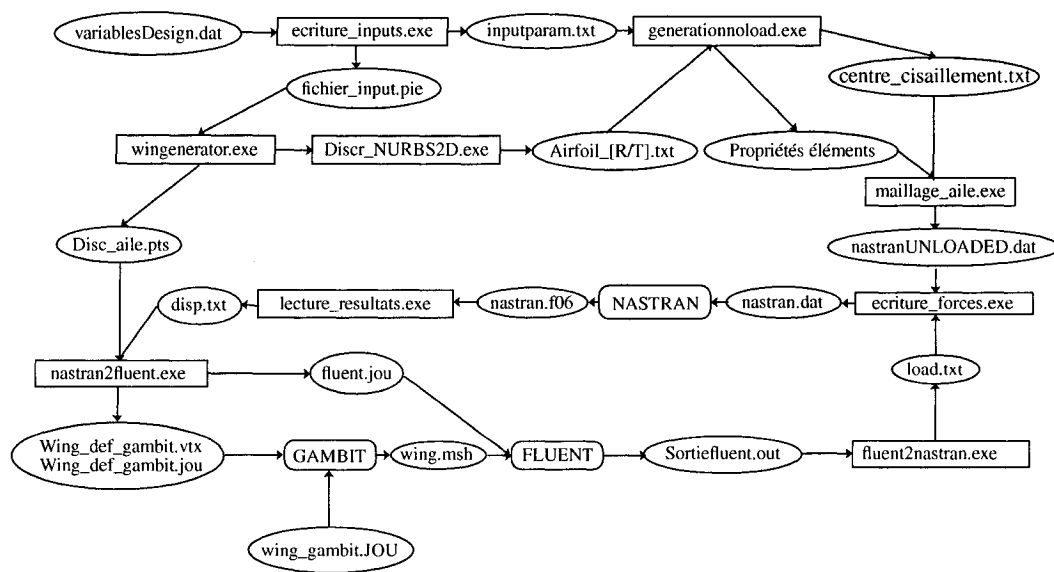 variablesDesign.dat
ecriture_inputs.exe
inputparam.txt
generationnoload.exe
fichier_input.pie
centre_cisaillement.txt
wingenerator.exe
Discr_NURBS2D.exe
Airfoil_[R/T].txt
Propriétés éléments
maillage_aile.exe
Disc_aile.pts
nastranUNLOADED.dat
disp.txt
lecture_resultats.exe
nastran.f06
NASTRAN
nastran.dat
ecriture_forces.exe
nastran2fluent.exe
fluent.jou
load.txt
Wing_def_gambit.vtx
Wing_def_gambit.jou
GAMBIT
wing.msh
FLUENT
Sortiefluent.out
fluent2nastran.exe
wing_gambit.JOU